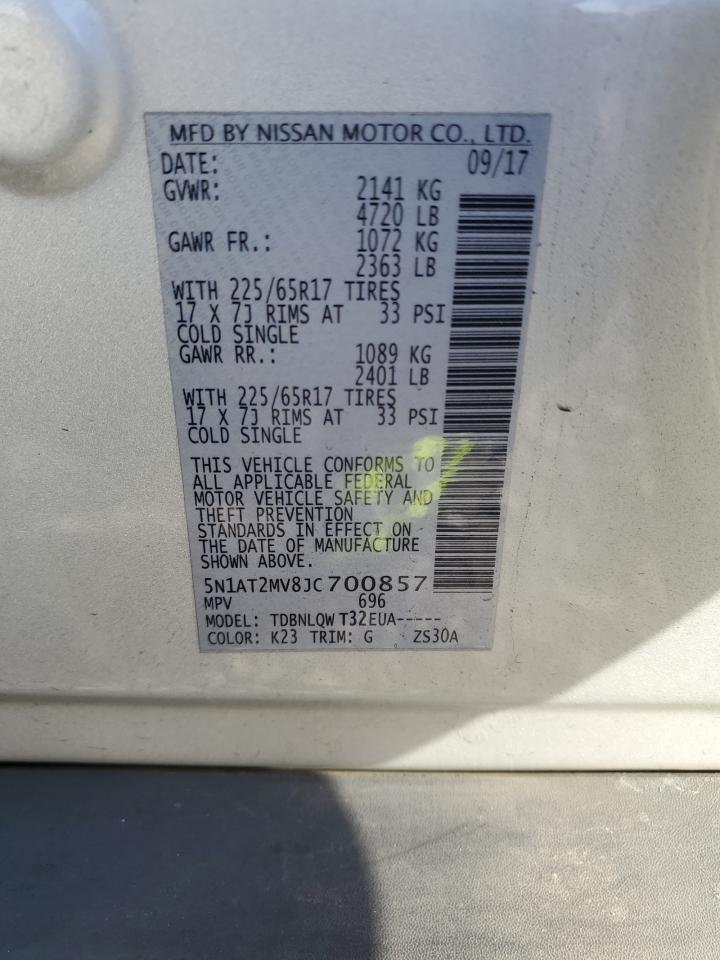 MFD BY NISSAN MOTOR CO., LTD.
DATE: 09/17
GVWR: 2141 KG
4720 LB
GAWR FR.: 1072 KG
2363 LB
WITH 225/65R17 TIRES
17 X 7J RIMS AT 33 PSI
COLD SINGLE
GAWR RR.: 1089 KG
2401 LB
WITH 225/65R17 TIRES
17 X 7J RIMS AT 33 PSI
COLD SINGLE
THIS VEHICLE CONFORMS TO
ALL APPLICABLE FEDERAL
MOTOR VEHICLE SAFETY AND
THEFT PREVENTION
STANDARDS IN EFFECT ON
THE DATE OF MANUFACTURE
SHOWN ABOVE.
5N1AT2MV8JC700857
MPV 696
MODEL: TDBNLQW T32EUA-----
COLOR: K23 TRIM: G ZS30A